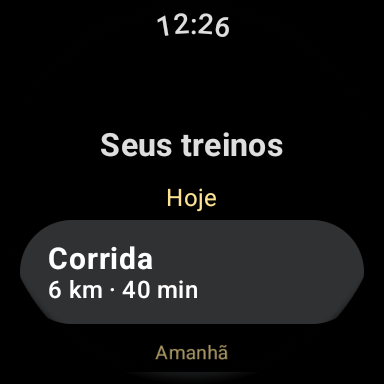 12:26
Seus treinos
Hoje
Corrida
6 km · 40 min
Amanhã